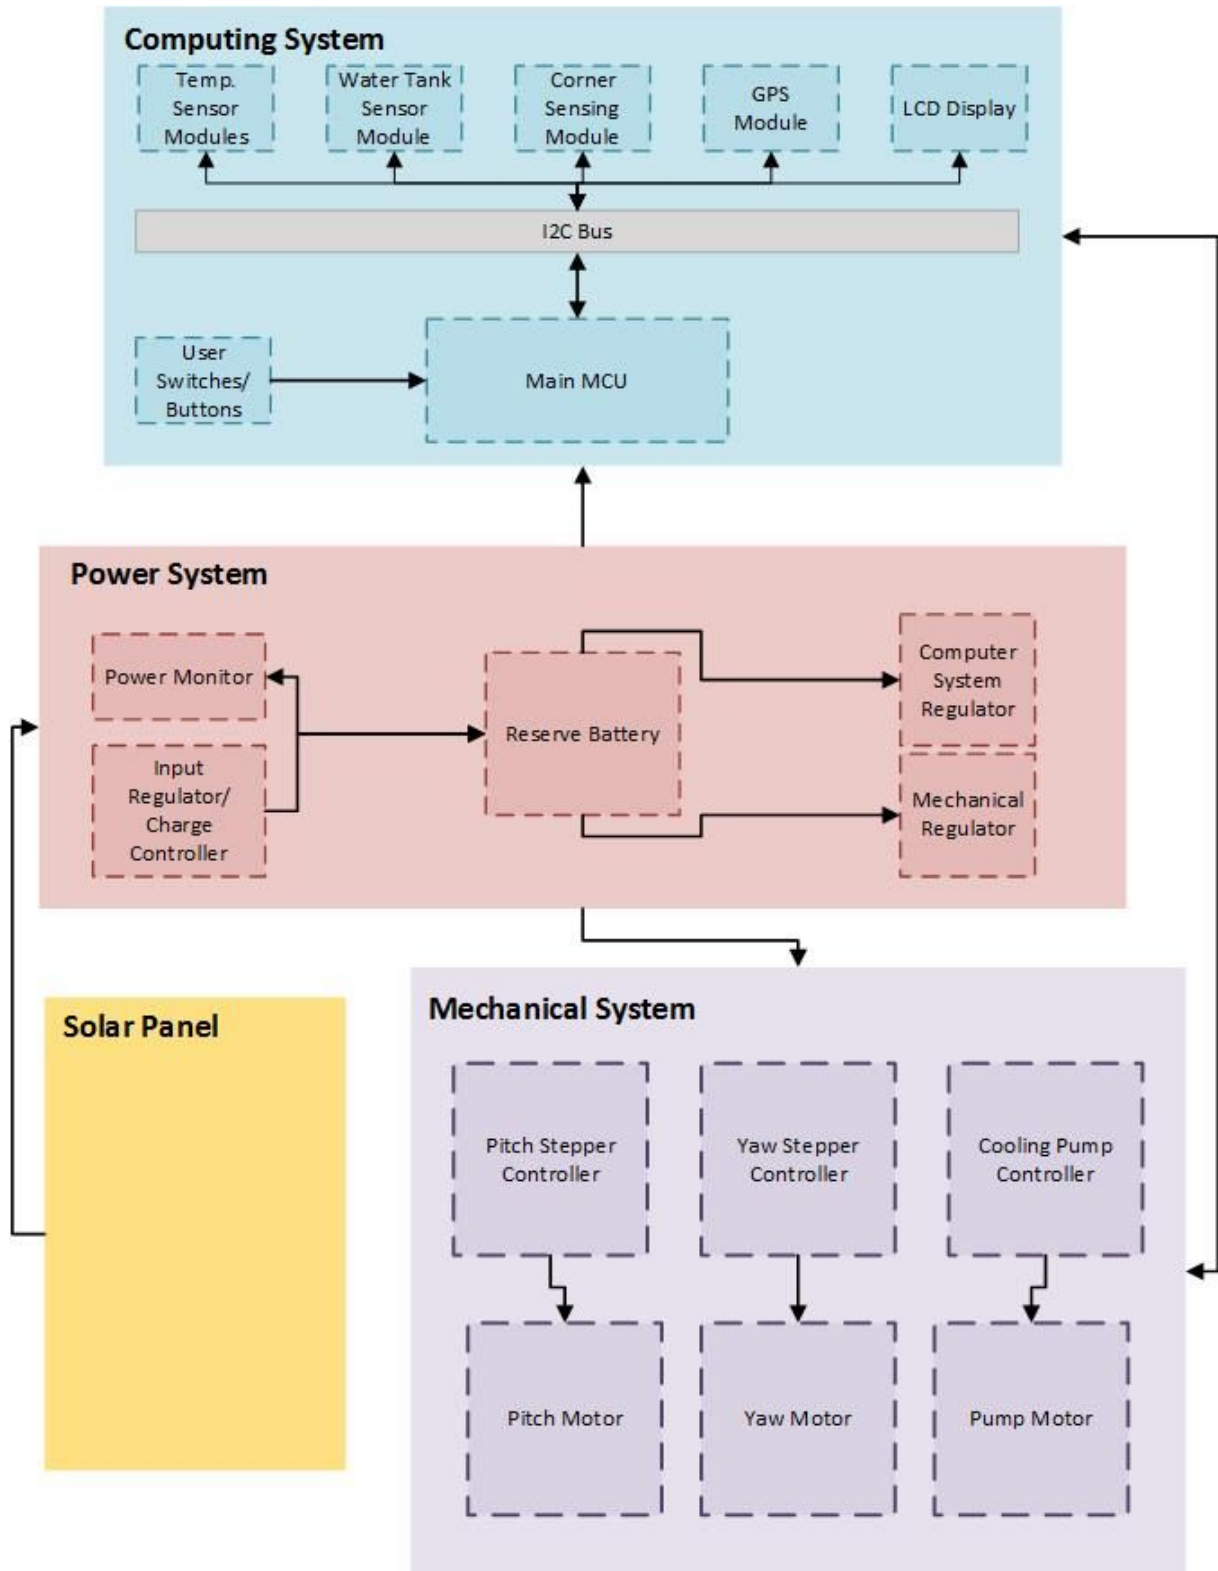 Computing System
Temp.
Sensor
Modules
Water Tank
Sensor
Module
Corner
Sensing
Module
GPS
Module
LCD Display
I2C Bus
User
Switches/
Buttons
Main MCU
Power System
Power Monitor
Input
Regulator/
Charge
Controller
Reserve Battery
Computer
System
Regulator
Mechanical
Regulator
Solar Panel
Mechanical System
Pitch Stepper
Controller
Yaw Stepper
Controller
Cooling Pump
Controller
Pitch Motor
Yaw Motor
Pump Motor